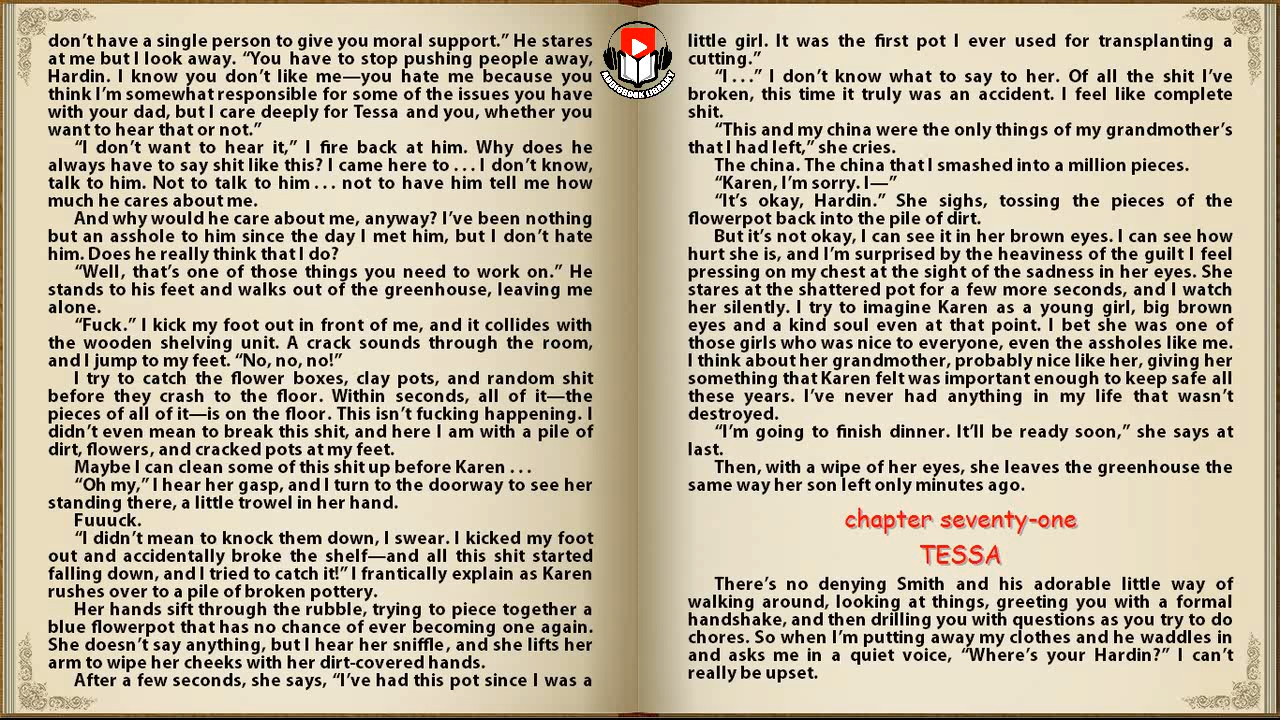 don't have a single person to give you moral support.” He stares
at me but I look away. “You have to stop pushing people away,
Hardin. I know you don't like me—you hate me because you
think I'm somewhat responsible for some of the issues you have
with your dad, but I care deeply for Tessa and you, whether you
want to hear that or not.”
“I don't want to hear it,” I fire back at him. Why does he
always have to say shit like this? I came here to . . . I don't know,
talk to him. Not to talk to him . . . not to have him tell me how
much he cares about me.
And why would he care about me, anyway? I've been nothing
but an asshole to him since the day I met him, but I don't hate
him. Does he really think that I do?
“Well, that's one of those things you need to work on.” He
stands to his feet and walks out of the greenhouse, leaving me
alone.
“Fuck.” I kick my foot out in front of me, and it collides with
the wooden shelving unit. A crack sounds through the room,
and I jump to my feet. “No, no, no!”
I try to catch the flower boxes, clay pots, and random shit
before they crash to the floor. Within seconds, all of it—the
pieces of all of it—is on the floor. This isn't fucking happening. I
didn't even mean to break this shit, and here I am with a pile of
dirt, flowers, and cracked pots at my feet.
Maybe I can clean some of this shit up before Karen . . .
“Oh my,” I hear her gasp, and I turn to the doorway to see her
standing there, a little trowel in her hand.
Fuuuck.
“I didn't mean to knock them down, I swear. I kicked my foot
out and accidentally broke the shelf—and all this shit started
falling down, and I tried to catch it!” I frantically explain as Karen
rushes over to a pile of broken pottery.
Her hands sift through the rubble, trying to piece together a
blue flowerpot that has no chance of ever becoming one again.
She doesn't say anything, but I hear her sniffle, and she lifts her
arm to wipe her cheeks with her dirt-covered hands.
After a few seconds, she says, “I've had this pot since I was a
AUDIOBOOK LIBRARY
little girl. It was the first pot I ever used for transplanting a
cutting.”
“I . . .” I don't know what to say to her. Of all the shit I've
broken, this time it truly was an accident. I feel like complete
shit.
“This and my china were the only things of my grandmother's
that I had left,” she cries.
The china. The china that I smashed into a million pieces.
“Karen, I'm sorry. I—”
“It's okay, Hardin.” She sighs, tossing the pieces of the
flowerpot back into the pile of dirt.
But it's not okay, I can see it in her brown eyes. I can see how
hurt she is, and I'm surprised by the heaviness of the guilt I feel
pressing on my chest at the sight of the sadness in her eyes. She
stares at the shattered pot for a few more seconds, and I watch
her silently. I try to imagine Karen as a young girl, big brown
eyes and a kind soul even at that point. I bet she was one of
those girls who was nice to everyone, even the assholes like me.
I think about her grandmother, probably nice like her, giving her
something that Karen felt was important enough to keep safe all
these years. I've never had anything in my life that wasn't
destroyed.
“I'm going to finish dinner. It'll be ready soon,” she says at
last.
Then, with a wipe of her eyes, she leaves the greenhouse the
same way her son left only minutes ago.
chapter seventy-one
TESSA
There's no denying Smith and his adorable little way of
walking around, looking at things, greeting you with a formal
handshake, and then drilling you with questions as you try to do
chores. So when I'm putting away my clothes and he waddles in
and asks me in a quiet voice, “Where's your Hardin?” I can't
really be upset.